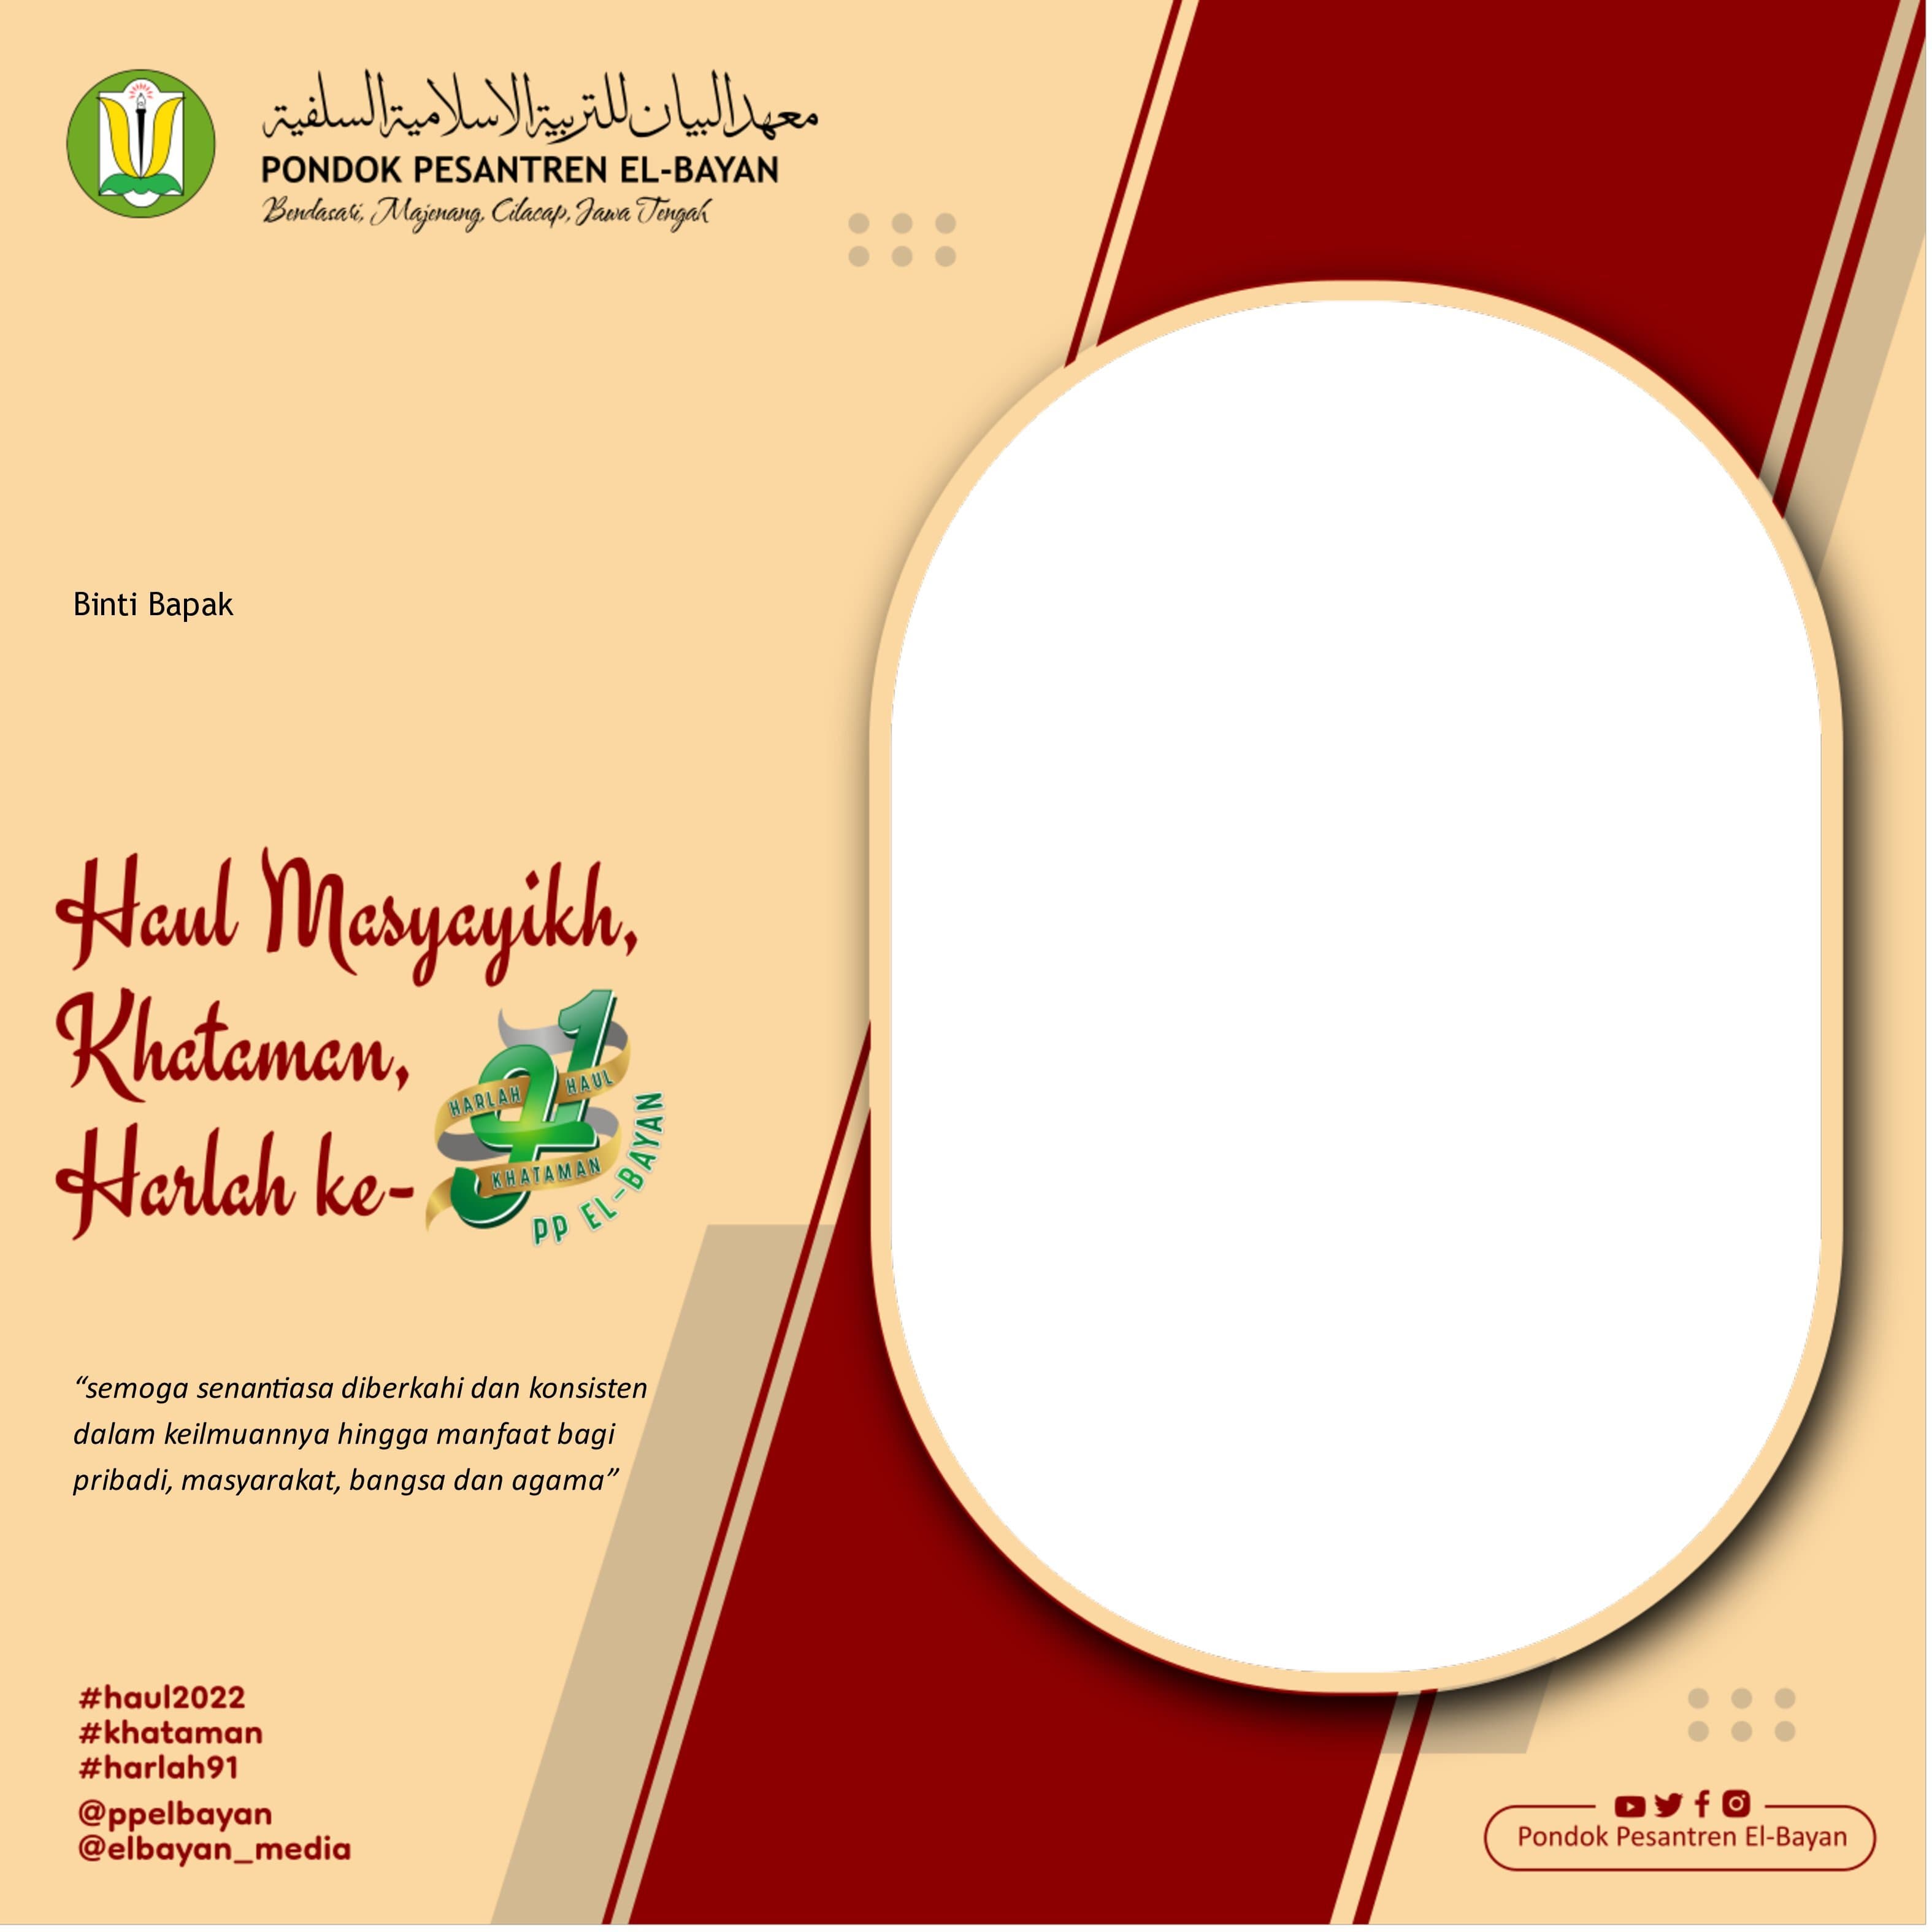 معهد البيان للتربية الاسلامية السلفية
PONDOK PESANTREN EL-BAYAN
Bendasari, Majenang, Cilacap, Jawa Tengah
Binti Bapak
Haul Masyayikh,
Khataman,
Harlah ke-
91
HARLAH HAUL
KHATAMAN
PP EL-BAYAN
“semoga senantiasa diberkahi dan konsisten
dalam keilmuannya hingga manfaat bagi
pribadi, masyarakat, bangsa dan agama”
#haul2022
#khataman
#harlah91
@ppelbayan
@elbayan_media
Pondok Pesantren El-Bayan